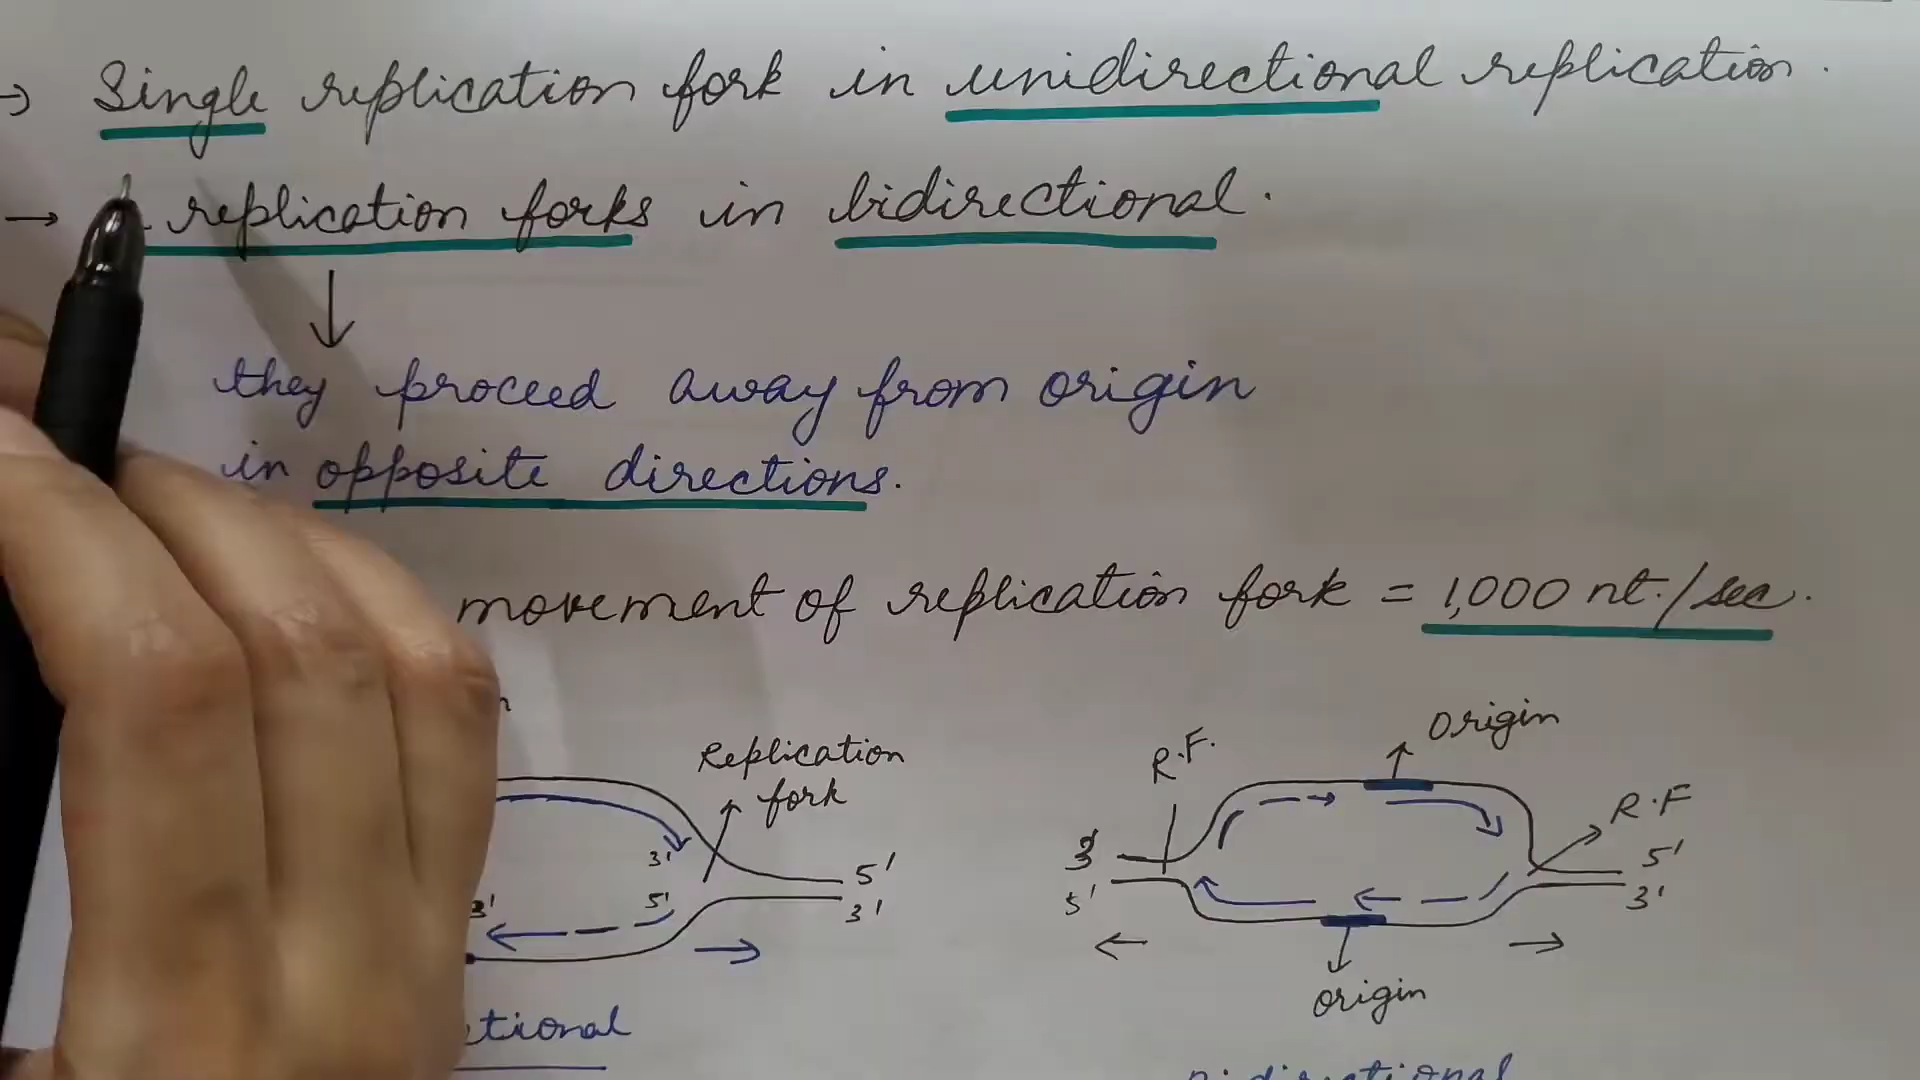 → Single replication fork in unidirectional replication.
→ replication forks in bidirectional.
they proceed away from origin
in opposite directions.
movement of replication fork = 1,000 nt./sec.
Replication
fork
3'
5'
3'
5'
3'
R.F.
Origin
R.F
3
5'
5'
3'
origin